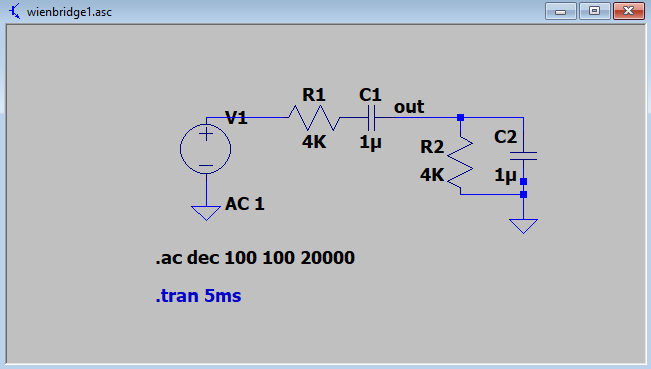 wienbridge1.asc
R1
C1
out
V1
4K
1µ
R2
4K
C2
1µ
AC 1
.ac dec 100 100 20000
.tran 5ms